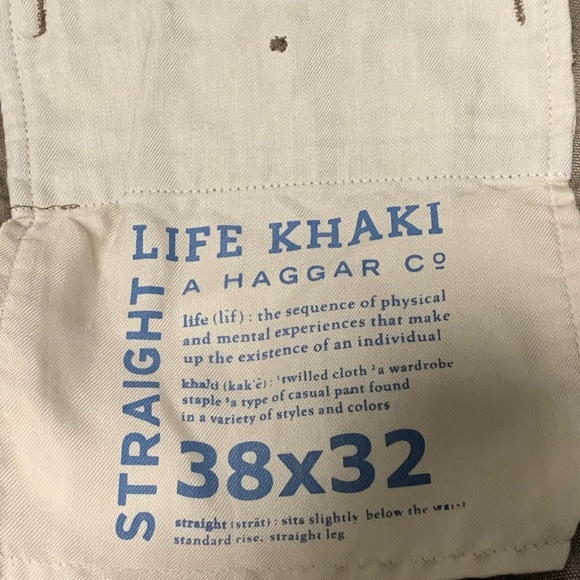 LIFE KHAKI
A HAGGAR Cº
STRAIGHT
life (līf) : the sequence of physical
and mental experiences that make
up the existence of an individual
khaki (kak'ē) : ¹twilled cloth ²a wardrobe
staple ³a type of casual pant found
in a variety of styles and colors
38x32
straight (strāt) : sits slightly below the waist
standard rise, straight leg